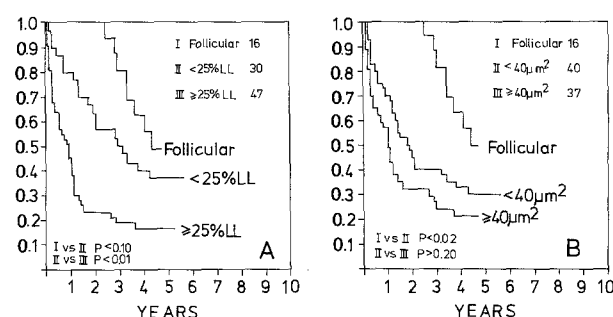 1.0
0.9
0.8
0.7
0.6
0.5
0.4
0.3
0.2
0.1
I Follicular 16
II <25%LL 30
III ⩾25%LL 47
Follicular
<25%LL
⩾25%LL
A
I vs II P<0.10
II vs III P<0.01
1 2 3 4 5 6 7 8 9 10
YEARS
B
1.0
0.9
0.8
0.7
0.6
0.5
0.4
0.3
0.2
0.1
I Follicular 16
II <40µm² 40
III ⩾40µm² 37
Follicular
<40µm²
⩾40µm²
I vs II P<0.02
II vs III P>0.20
1 2 3 4 5 6 7 8 9 10
YEARS